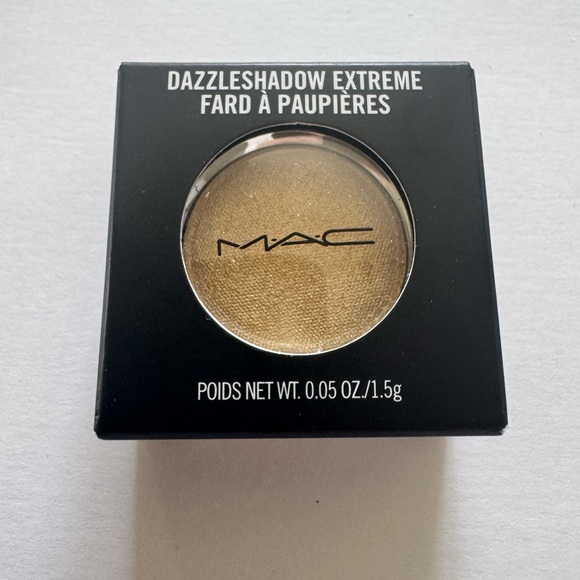 DAZZLESHADOW EXTREME
FARD À PAUPIÈRES
M·A·C
POIDS NET WT. 0.05 OZ./1.5g